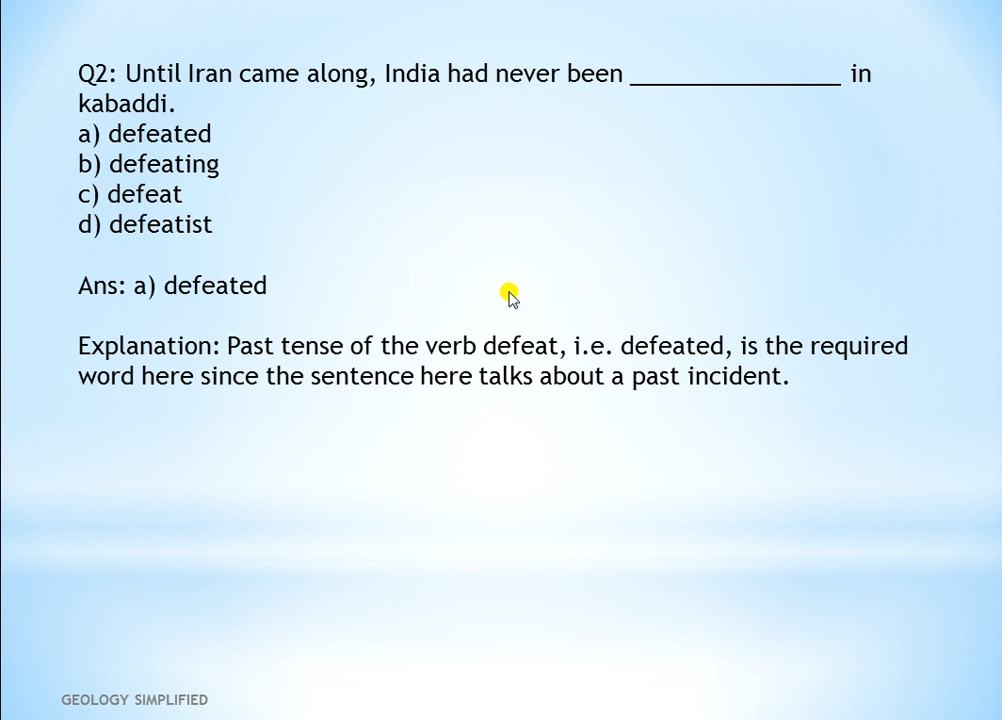 Q2: Until Iran came along, India had never been ________________ in
kabaddi.
a) defeated
b) defeating
c) defeat
d) defeatist
Ans: a) defeated
Explanation: Past tense of the verb defeat, i.e. defeated, is the required
word here since the sentence here talks about a past incident.
GEOLOGY SIMPLIFIED